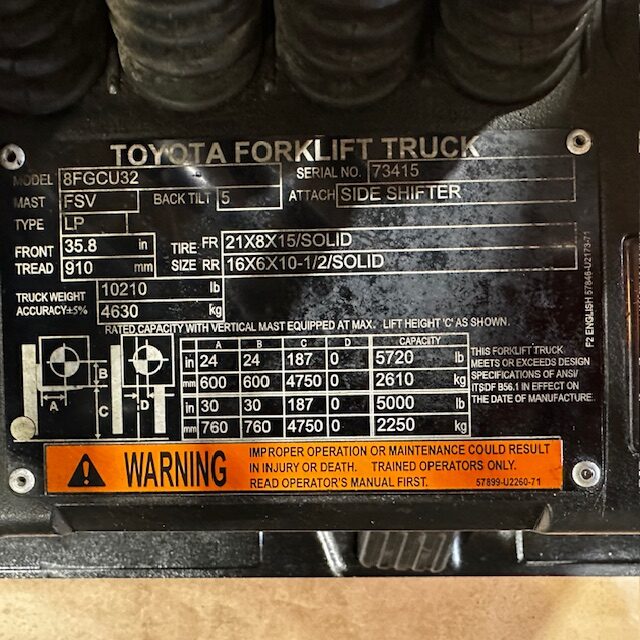 TOYOTA FORKLIFT TRUCK
MODEL 8FGCU32 SERIAL NO. 73415
MAST FSV BACK TILT 5 ATTACH SIDE SHIFTER
TYPE LP
FRONT TREAD 35.8 in 910 mm
TIRE SIZE FR 21X8X15/SOLID
RR 16X6X10-1/2/SOLID
TRUCK WEIGHT 10210 lb
ACCURACY±5% 4630 kg
RATED CAPACITY WITH VERTICAL MAST EQUIPPED AT MAX. LIFT HEIGHT 'C' AS SHOWN.
A B C D CAPACITY
in 24 24 187 0 5720 lb
mm 600 600 4750 0 2610 kg
in 30 30 187 0 5000 lb
mm 760 760 4750 0 2250 kg
A B C D
THIS FORKLIFT TRUCK
MEETS OR EXCEEDS DESIGN
SPECIFICATIONS OF ANSI/
ITSDF B56.1 IN EFFECT ON
THE DATE OF MANUFACTURE.
F2 ENGLISH 57846-U2173-71
WARNING
IMPROPER OPERATION OR MAINTENANCE COULD RESULT
IN INJURY OR DEATH. TRAINED OPERATORS ONLY.
READ OPERATOR'S MANUAL FIRST. 57899-U2260-71